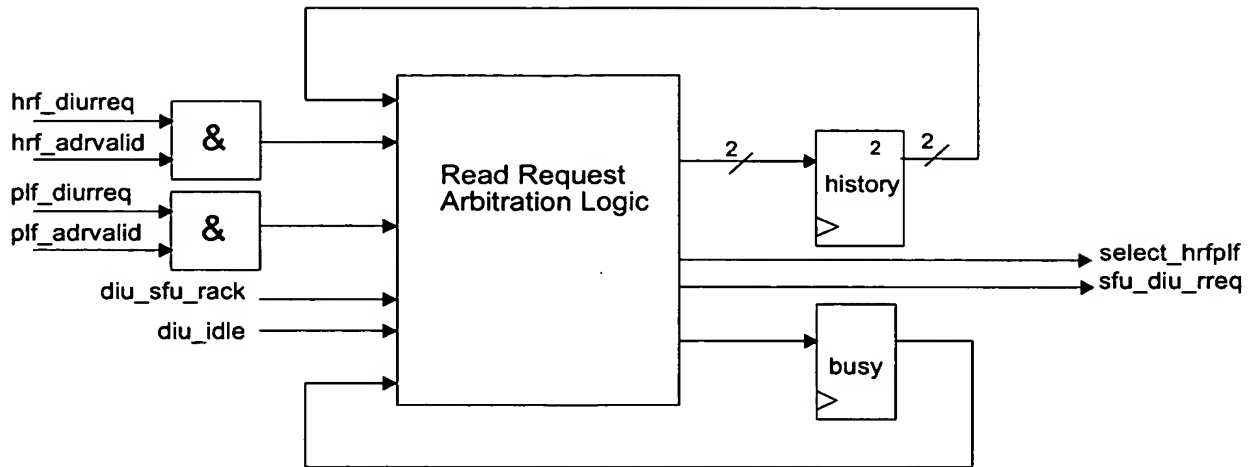 hrf_diurreq
hrf_adrvalid
&
plf_diurreq
plf_adrvalid
&
diu_sfu_rack
diu_idle
Read Request
Arbitration Logic
2
2
2
history
select_hrfplf
sfu_diu_rreq
busy